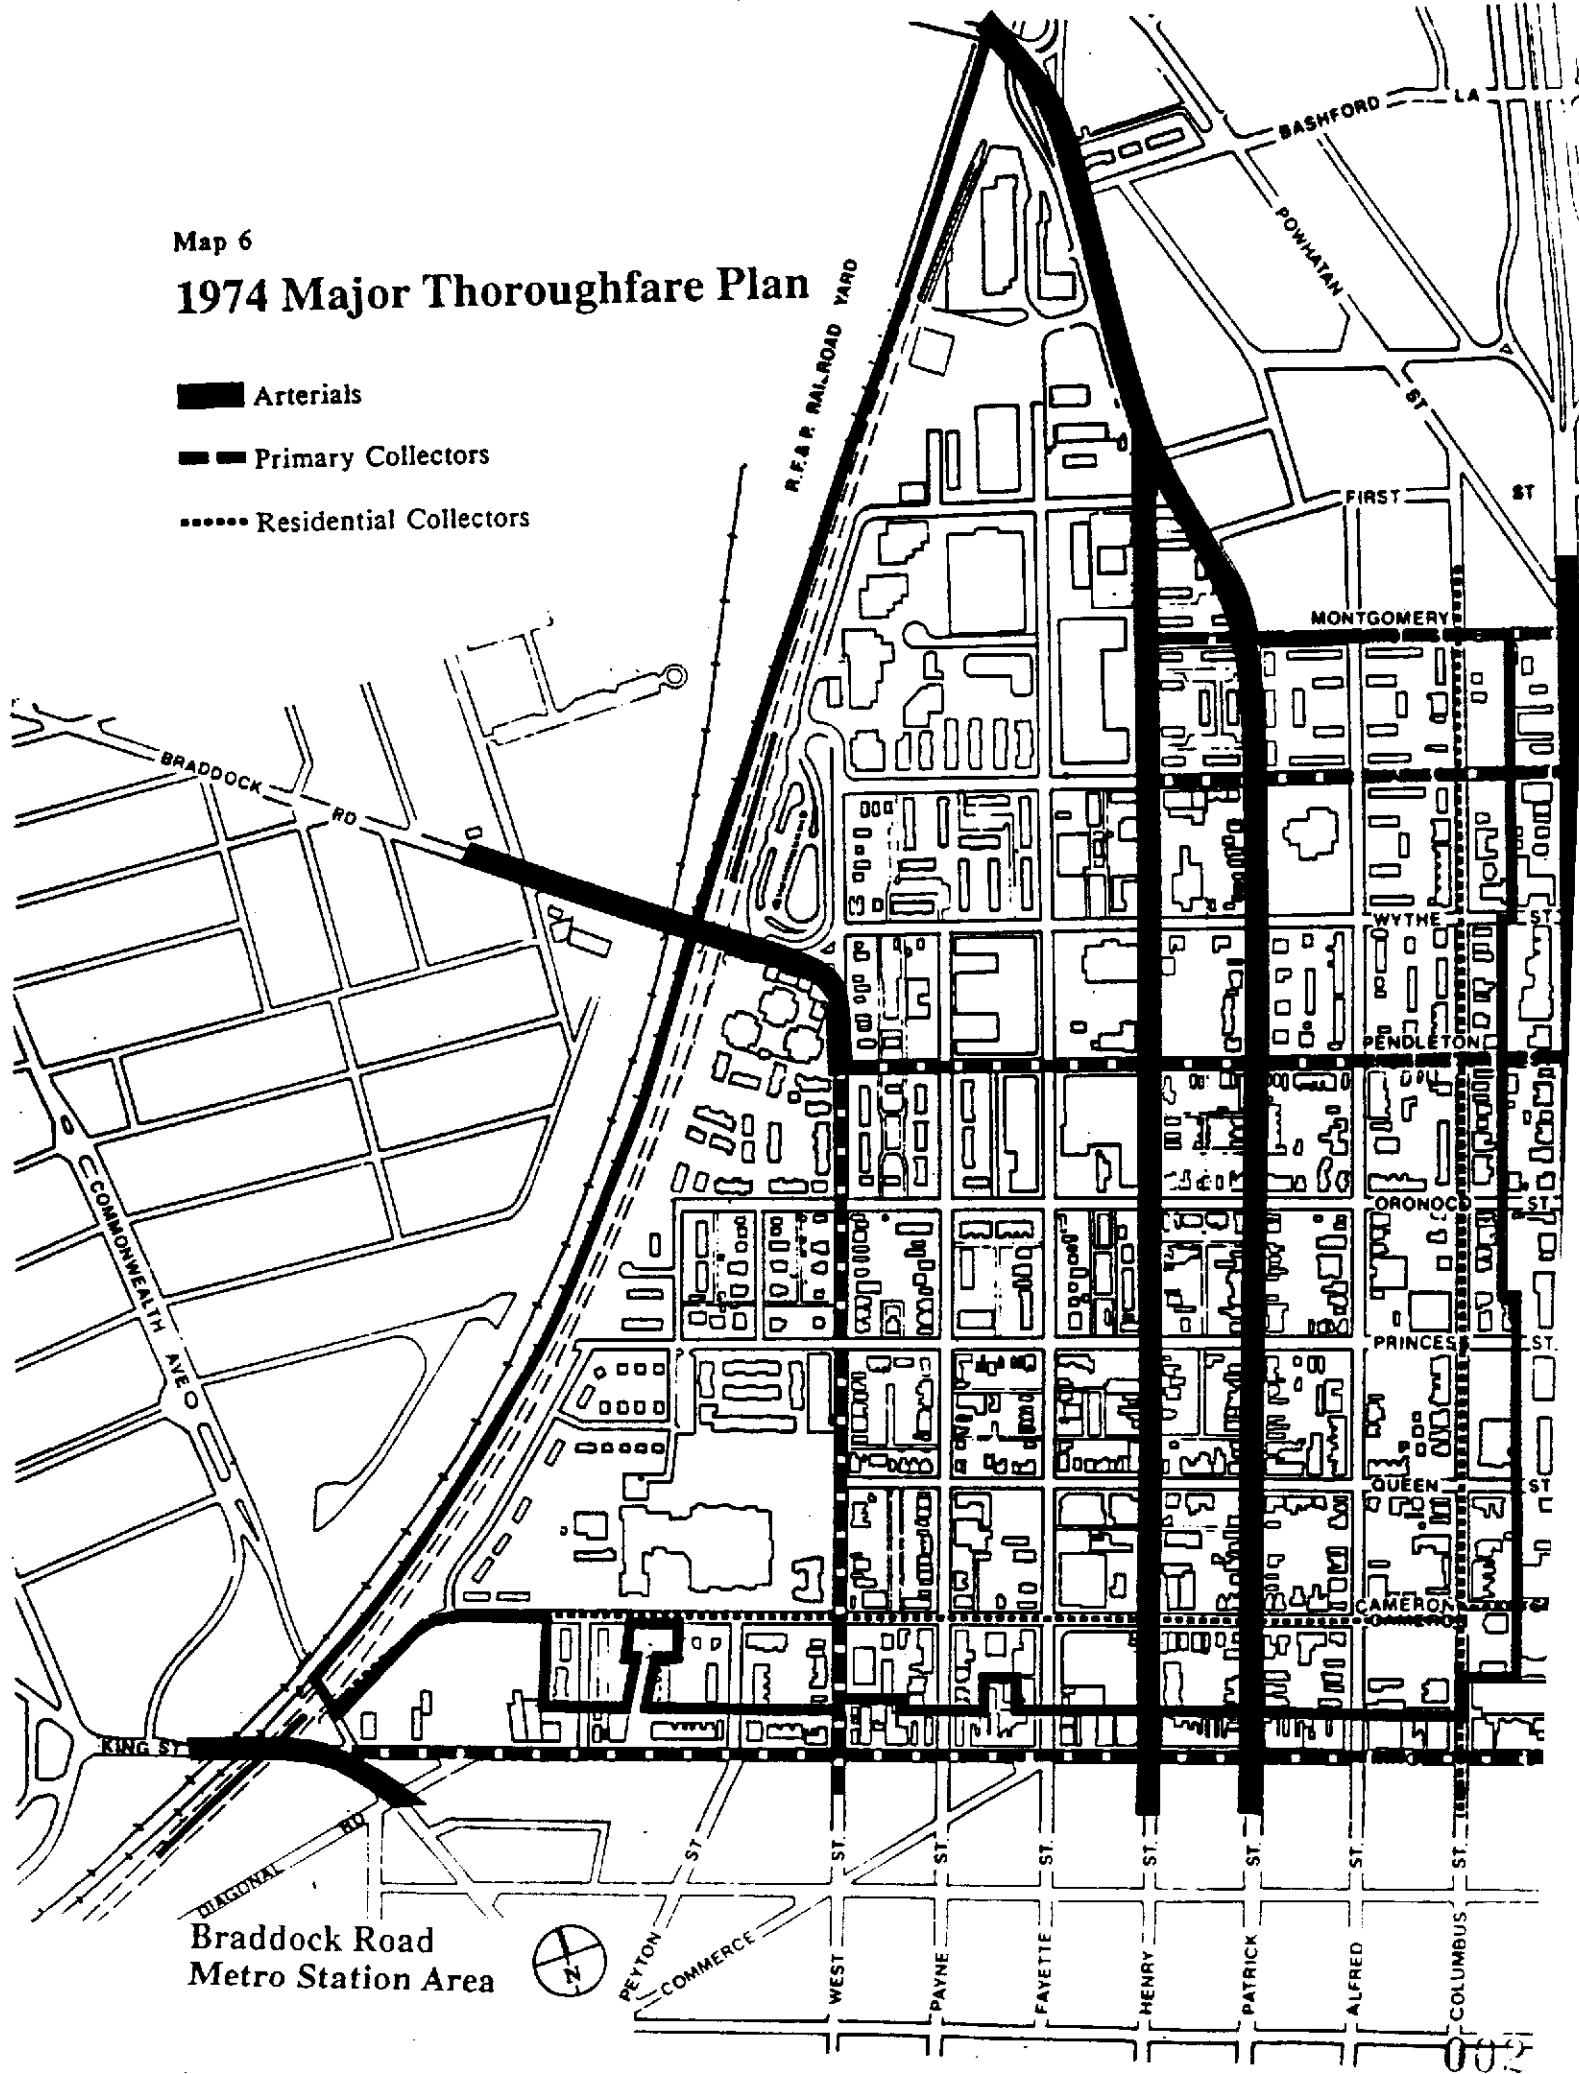 Map 6
1974 Major Thoroughfare Plan
Arterials
Primary Collectors
Residential Collectors
R.F.& P. RAILROAD YARD
BASHFORD LA
POWHATAN ST
FIRST ST
MONTGOMERY
BRADDOCK RD
WYTHE ST
PENDLETON
ORONOCO ST
COMMONWEALTH AVE
PRINCESS ST
QUEEN ST
CAMERON
KING ST
DIAGONAL RD
PEYTON ST
COMMERCE
WEST ST
PAYNE ST
FAYETTE ST
HENRY ST
PATRICK ST
ALFRED ST
COLUMBUS ST
Braddock Road
Metro Station Area
N
002